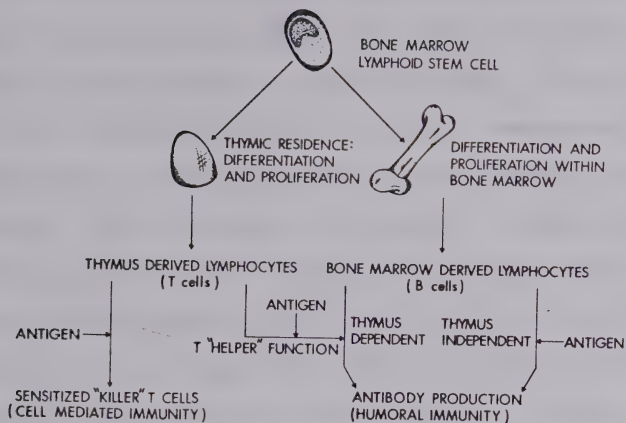 BONE MARROW
LYMPHOID STEM CELL
THYMIC RESIDENCE:
DIFFERENTIATION
AND PROLIFERATION
DIFFERENTIATION AND
PROLIFERATION WITHIN
BONE MARROW
THYMUS DERIVED LYMPHOCYTES
(T cells)
BONE MARROW DERIVED LYMPHOCYTES
(B cells)
ANTIGEN
ANTIGEN
T "HELPER" FUNCTION
THYMUS
DEPENDENT
THYMUS
INDEPENDENT
ANTIGEN
SENSITIZED "KILLER" T CELLS
(CELL MEDIATED IMMUNITY)
ANTIBODY PRODUCTION
(HUMORAL IMMUNITY)